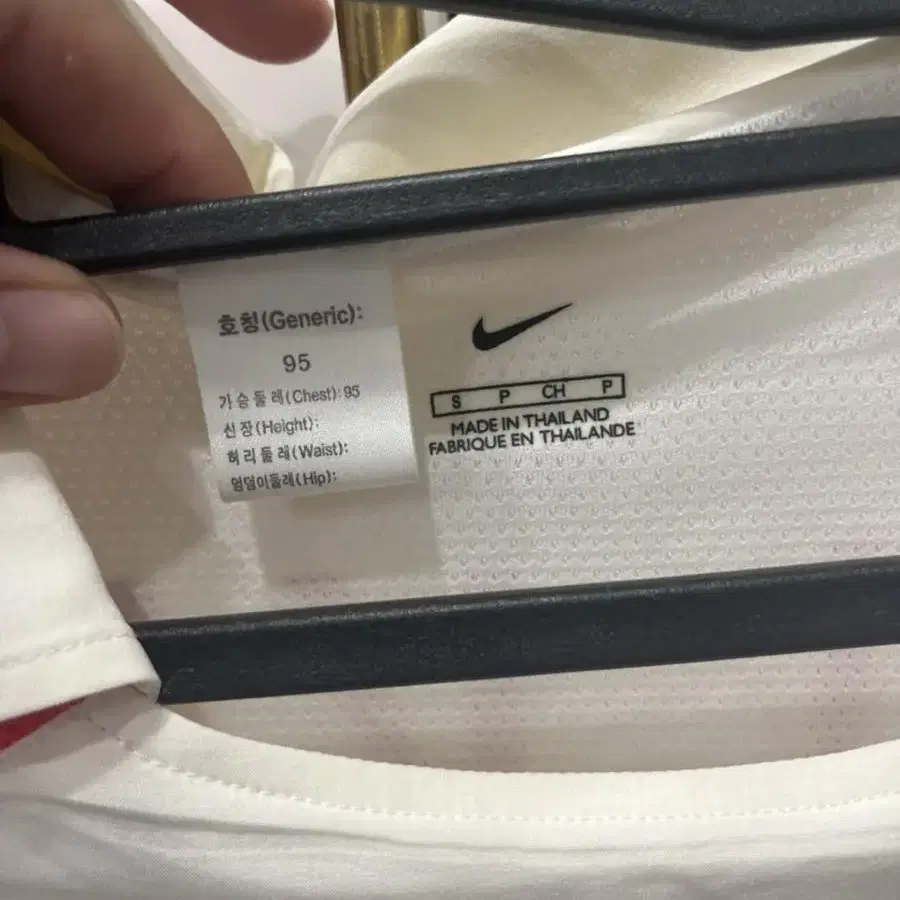 호칭(Generic):
95
가슴둘레(Chest):95
신장(Height):
허리둘레(Waist):
엉덩이둘레(Hip):
S P CH P
MADE IN THAILAND
FABRIQUE EN THAILANDE